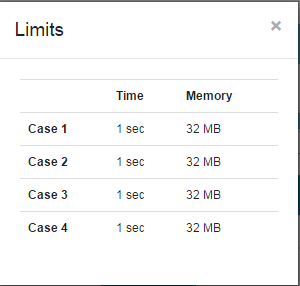 Limits ×
Time Memory
Case 1 1 sec 32 MB
Case 2 1 sec 32 MB
Case 3 1 sec 32 MB
Case 4 1 sec 32 MB